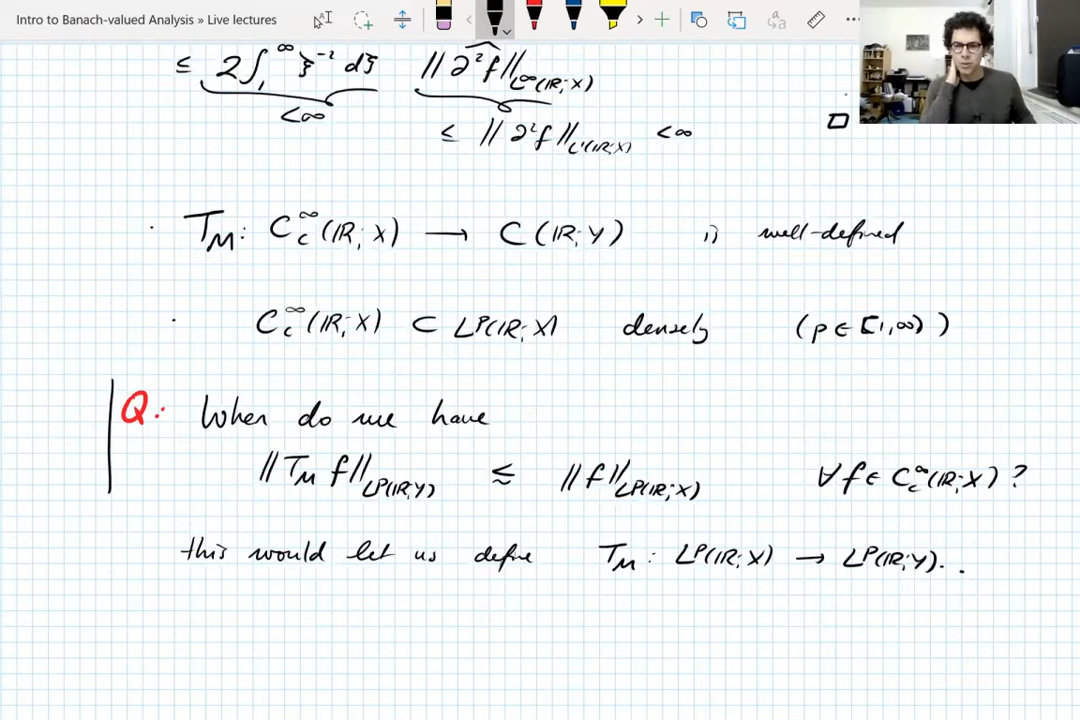 Intro to Banach-valued Analysis » Live lectures
≤ 2∫₁^∞ ξ⁻² dξ ‖∂²f^‖_{L^∞(ℝ;X)}
<∞
≤ ‖∂²f‖_{L¹(ℝ;X)} <∞ □
· T_M: C_c^∞(ℝ;X) → C(ℝ;Y) is well-defined
· C_c^∞(ℝ;X) ⊂ L^p(ℝ;X) densely (p ∈ [1,∞))
Q: When do we have
‖T_M f‖_{L^p(ℝ;Y)} ≲ ‖f‖_{L^p(ℝ;X)} ∀f ∈ C_c^∞(ℝ;X)?
this would let us define T_M: L^p(ℝ;X) → L^p(ℝ;Y)..